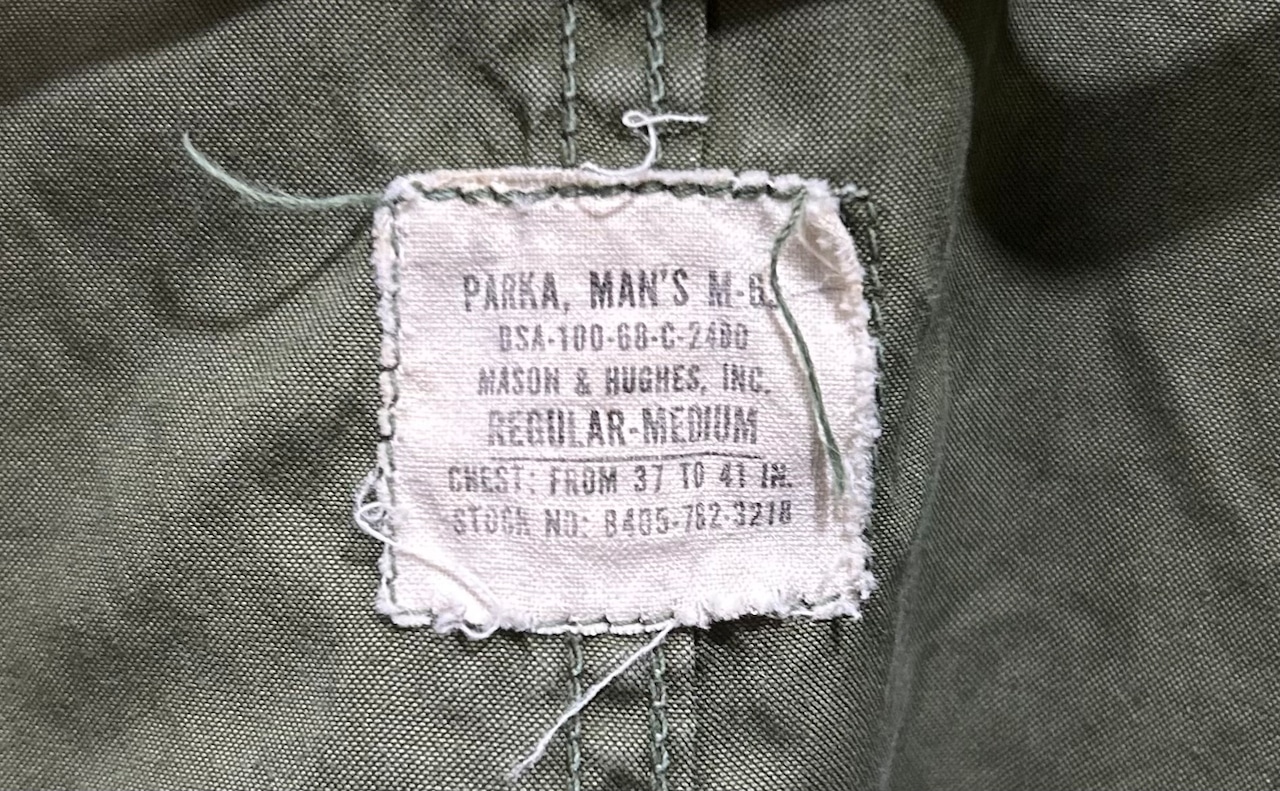 PARKA, MAN'S M-6
DSA-100-68-C-2480
MASON & HUGHES, INC.
REGULAR-MEDIUM
CHEST: FROM 37 TO 41 IN.
STOCK NO: 8405-782-3218